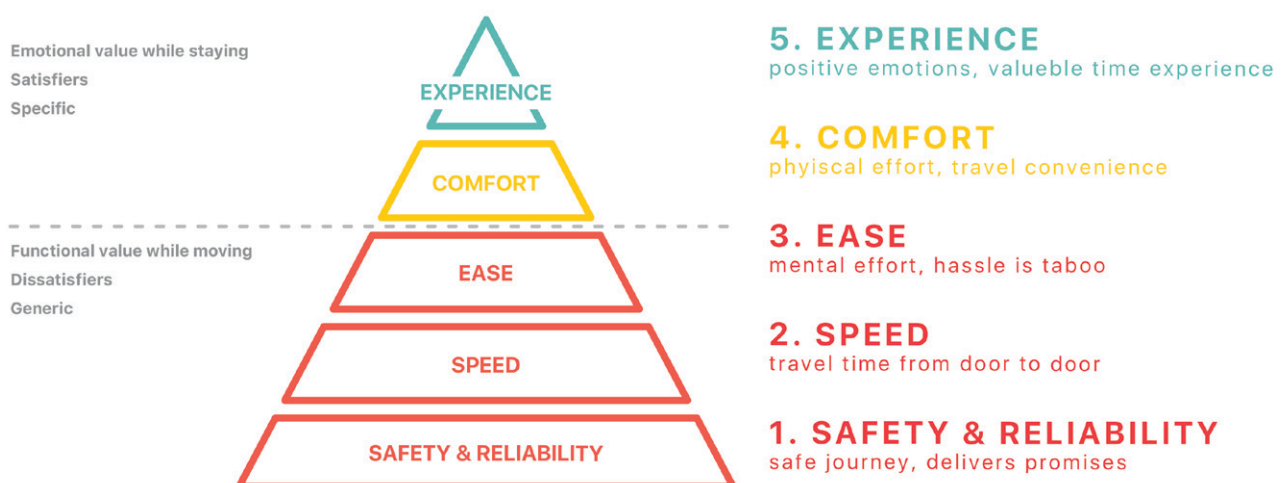 Emotional value while staying
Satisfiers
Specific
EXPERIENCE
COMFORT
Functional value while moving
Dissatisfiers
Generic
EASE
SPEED
SAFETY & RELIABILITY
5. EXPERIENCE
positive emotions, valueble time experience
4. COMFORT
phyiscal effort, travel convenience
3. EASE
mental effort, hassle is taboo
2. SPEED
travel time from door to door
1. SAFETY & RELIABILITY
safe journey, delivers promises